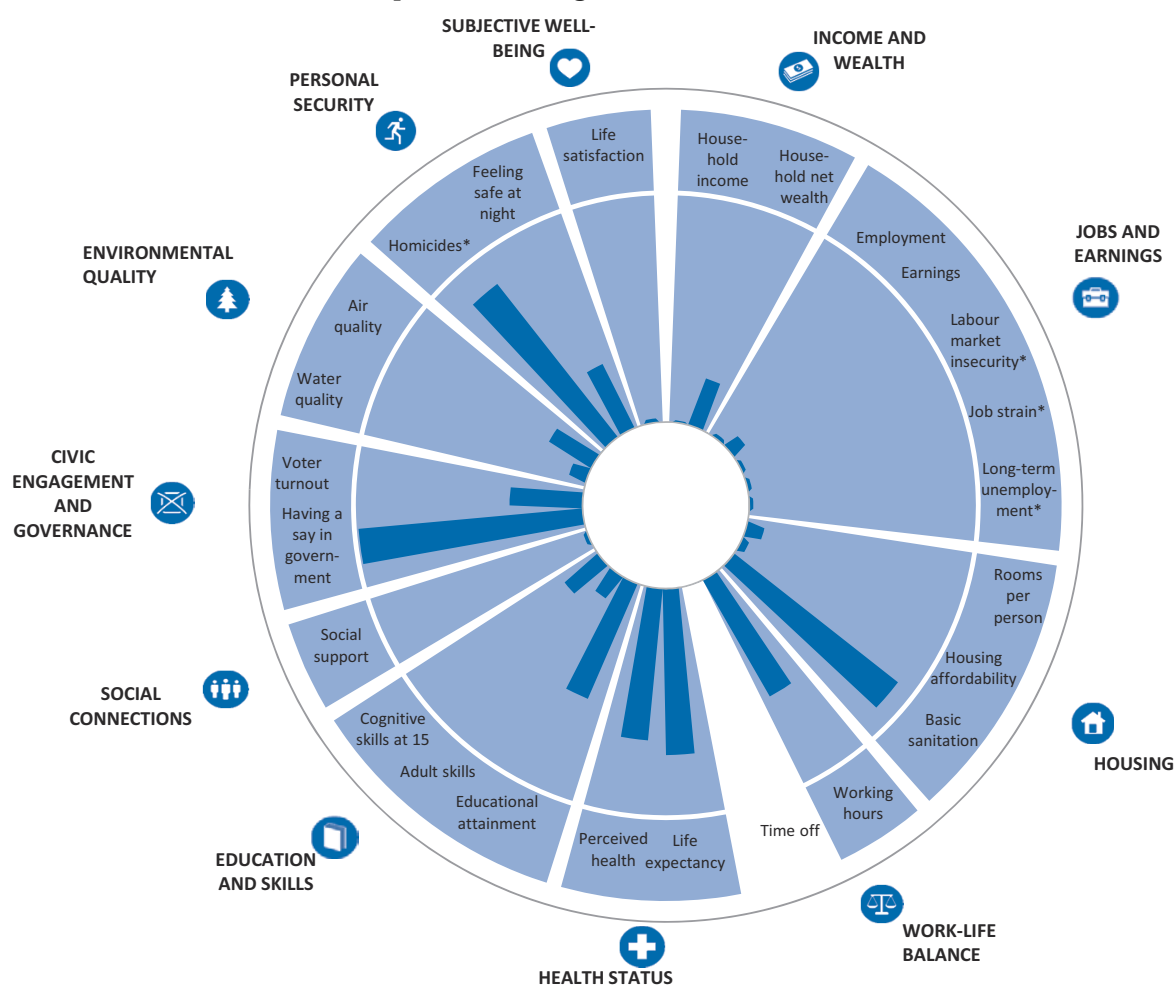 SUBJECTIVE WELL-
BEING
INCOME AND
WEALTH
PERSONAL
SECURITY
Life
satisfaction
House-
hold
income
House-
hold net
wealth
Feeling
safe at
night
Homicides*
Employment
Earnings
JOBS AND
EARNINGS
ENVIRONMENTAL
QUALITY
Air
quality
Labour
market
insecurity*
Water
quality
Job strain*
CIVIC
ENGAGEMENT
AND
GOVERNANCE
Voter
turnout
Having a
say in
govern-
ment
Long-term
unemploy-
ment*
Rooms
per
person
Social
support
Housing
affordability
SOCIAL
CONNECTIONS
Cognitive
skills at 15
Basic
sanitation
HOUSING
Adult skills
Educational
attainment
Working
hours
Time off
Perceived
health
Life
expectancy
EDUCATION
AND SKILLS
WORK-LIFE
BALANCE
HEALTH STATUS